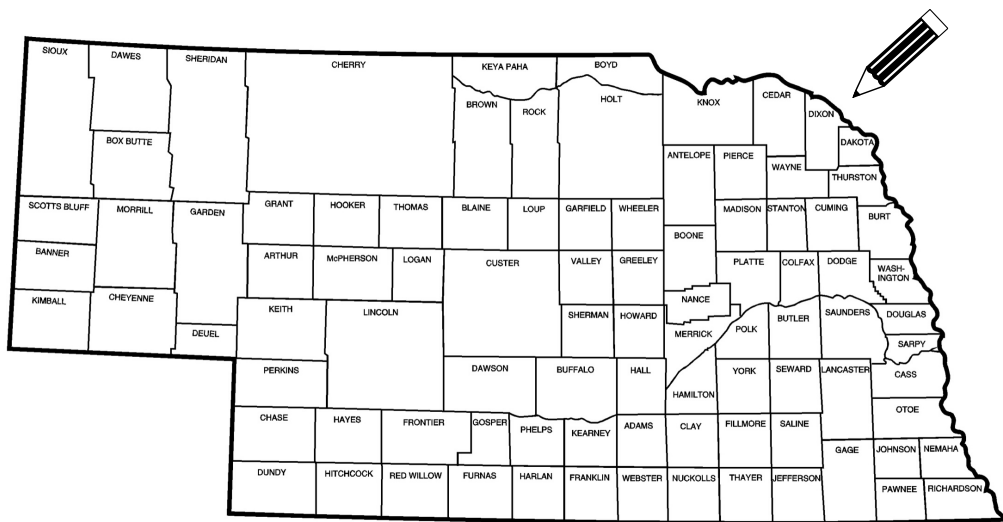 SIOUX
DAWES
SHERIDAN
CHERRY
KEYA PAHA
BOYD
KNOX
CEDAR
DIXON
DAKOTA
BROWN
ROCK
HOLT
BOX BUTTE
ANTELOPE
PIERCE
WAYNE
THURSTON
SCOTTS BLUFF
MORRILL
GARDEN
GRANT
HOOKER
THOMAS
BLAINE
LOUP
GARFIELD
WHEELER
MADISON
STANTON
CUMING
BURT
BOONE
BANNER
ARTHUR
McPHERSON
LOGAN
CUSTER
VALLEY
GREELEY
PLATTE
COLFAX
DODGE
WASH-
INGTON
KIMBALL
CHEYENNE
NANCE
KEITH
LINCOLN
SHERMAN
HOWARD
MERRICK
POLK
BUTLER
SAUNDERS
DOUGLAS
DEUEL
SARPY
PERKINS
DAWSON
BUFFALO
HALL
YORK
SEWARD
LANCASTER
CASS
HAMILTON
OTOE
CHASE
HAYES
FRONTIER
GOSPER
PHELPS
KEARNEY
ADAMS
CLAY
FILLMORE
SALINE
GAGE
JOHNSON
NEMAHA
DUNDY
HITCHCOCK
RED WILLOW
FURNAS
HARLAN
FRANKLIN
WEBSTER
NUCKOLLS
THAYER
JEFFERSON
PAWNEE
RICHARDSON